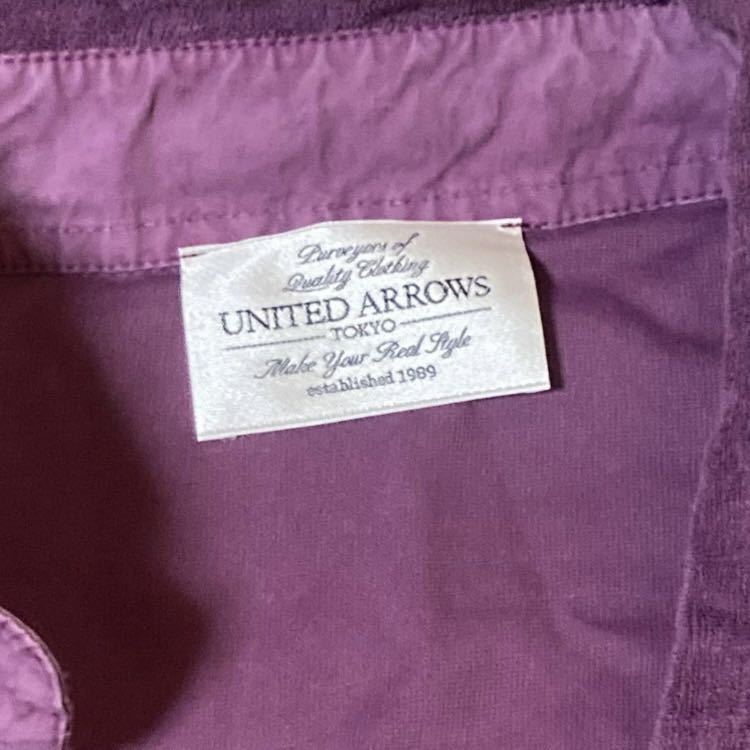 Purveyors of
Quality Clothing
UNITED ARROWS
TOKYO
Make Your Real Style
established 1989